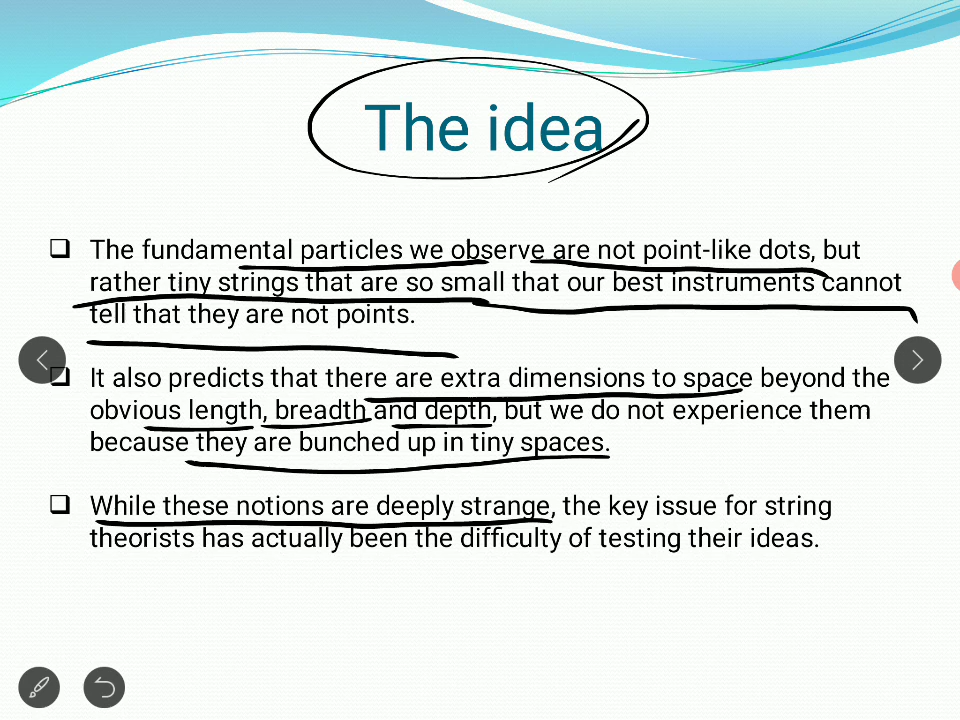 The idea
The fundamental particles we observe are not point-like dots, but
rather tiny strings that are so small that our best instruments cannot
tell that they are not points.
It also predicts that there are extra dimensions to space beyond the
obvious length, breadth and depth, but we do not experience them
because they are bunched up in tiny spaces.
While these notions are deeply strange, the key issue for string
theorists has actually been the difficulty of testing their ideas.